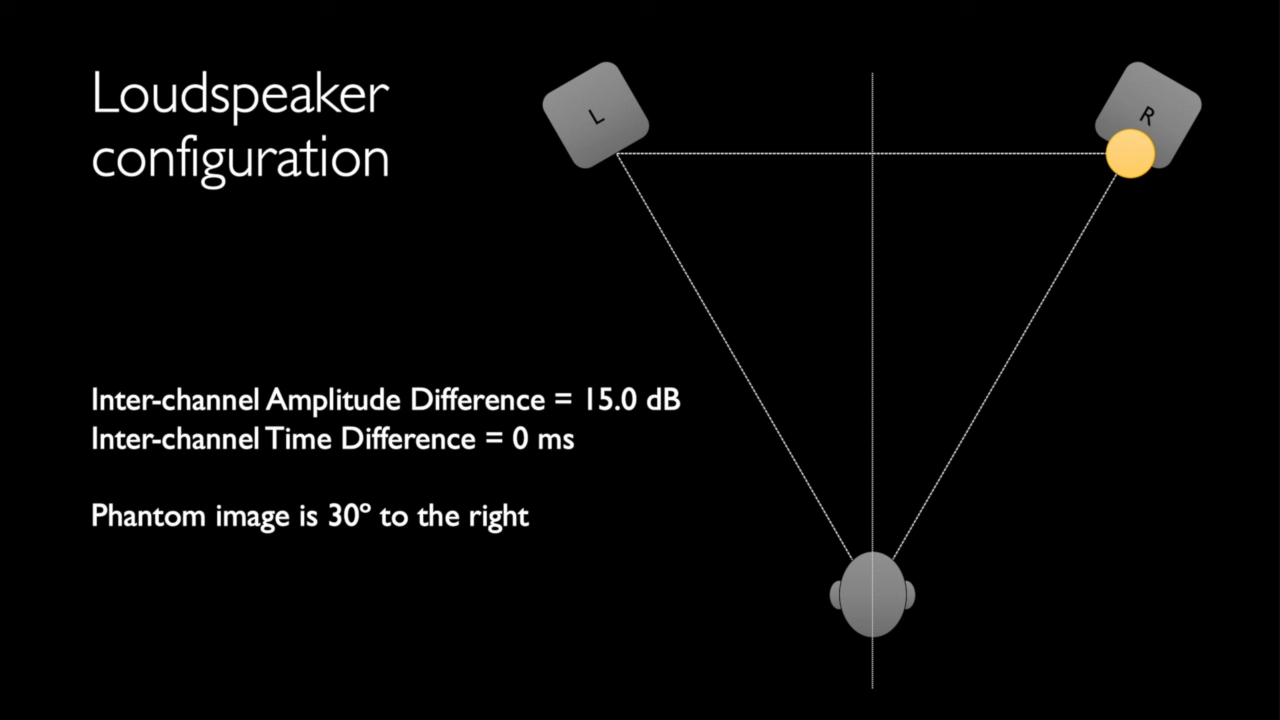 Loudspeaker
configuration
L
R
Inter-channel Amplitude Difference = 15.0 dB
Inter-channel Time Difference = 0 ms
Phantom image is 30º to the right